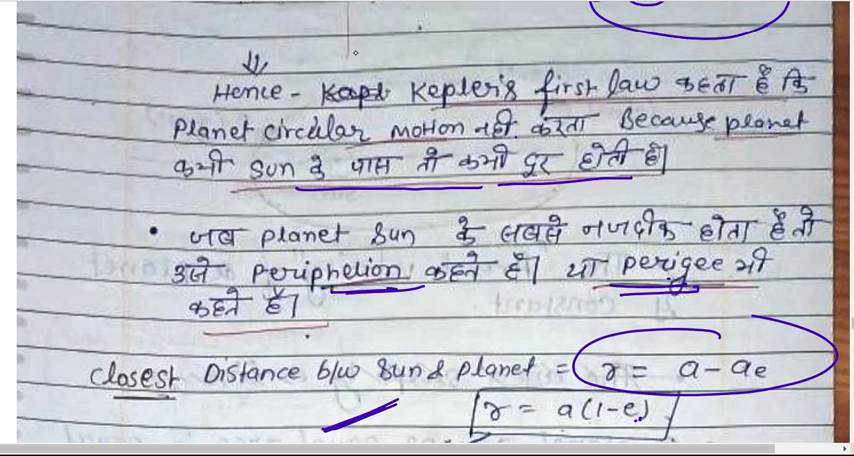 ⇓
Hence - Kapl Kepler's first law कहता है कि
Planet circular motion नही करता Because planet
कभी Sun के पास तो कभी दूर होती है।
• जब planet Sun के सबसे नजदीक होता है तो
उसे Periphelion कहते हैं। या perigee भी
कहते हैं।
Closest Distance b/w Sun & planet = r = a - ae
r = a(1-e)